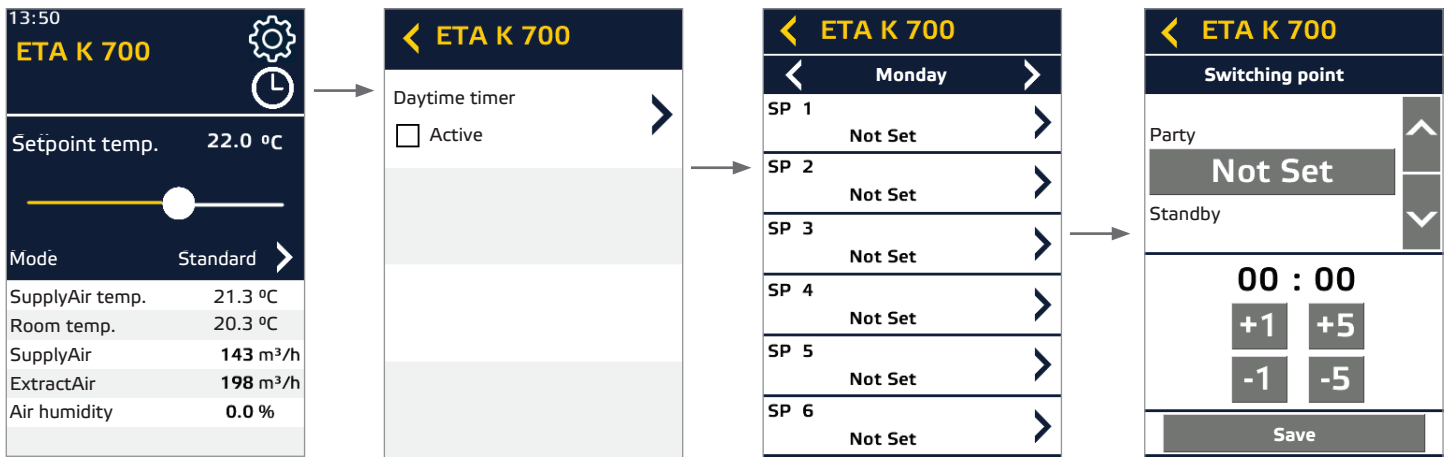 13:50
ETA K 700
Setpoint temp. 22.0 ºC
Mode Standard
SupplyAir temp. 21.3 ºC
Room temp. 20.3 ºC
SupplyAir 143 m³/h
ExtractAir 198 m³/h
Air humidity 0.0 %
ETA K 700
Daytime timer
Active
ETA K 700
Monday
SP 1
Not Set
SP 2
Not Set
SP 3
Not Set
SP 4
Not Set
SP 5
Not Set
SP 6
Not Set
ETA K 700
Switching point
Party
Not Set
Standby
00 : 00
+1 +5
-1 -5
Save